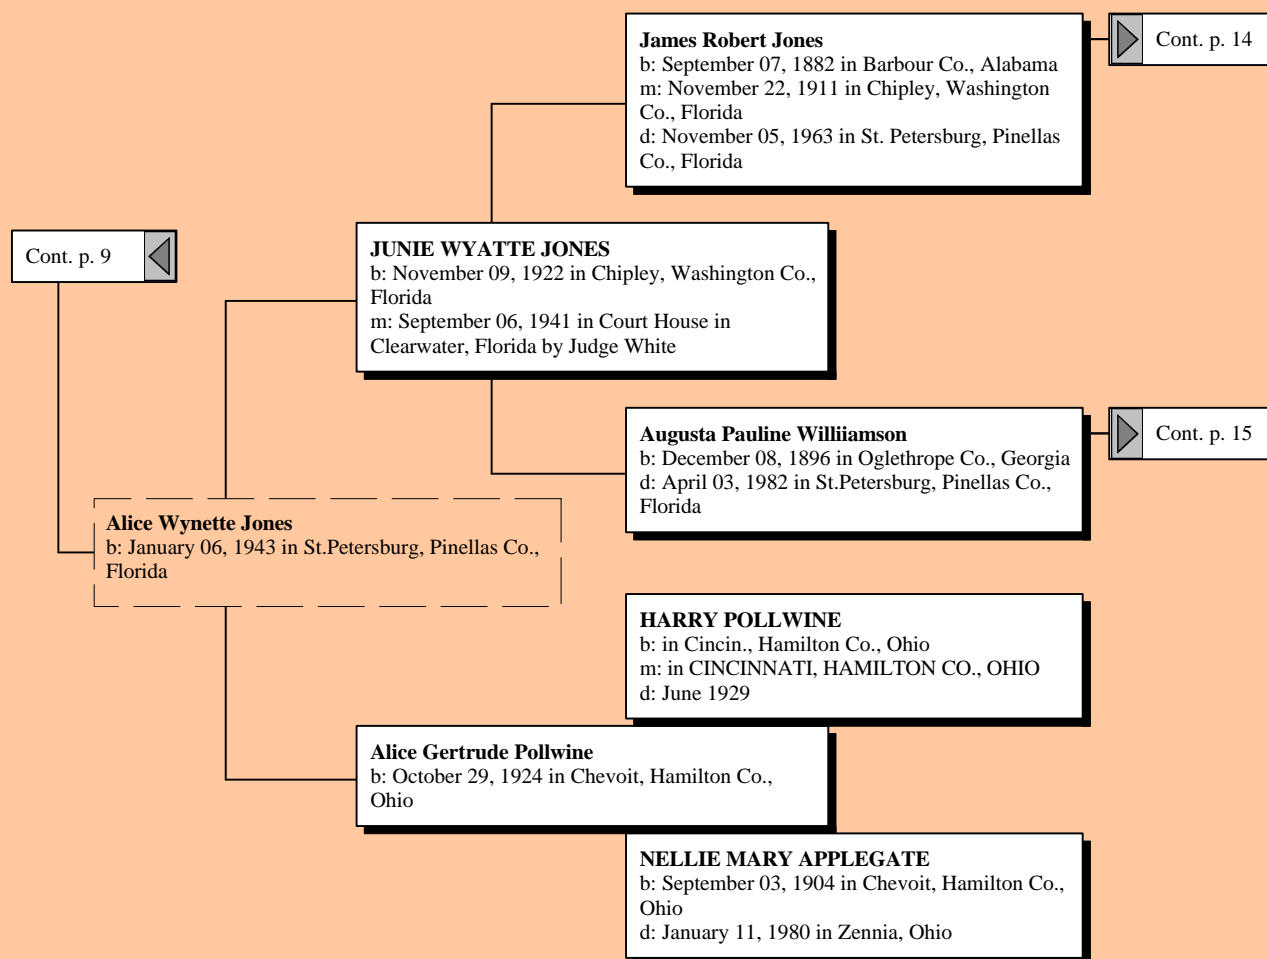 James Robert Jones
b: September 07, 1882 in Barbour Co., Alabama
m: November 22, 1911 in Chipley, Washington
Co., Florida
d: November 05, 1963 in St. Petersburg, Pinellas
Co., Florida
Cont. p. 14
Cont. p. 9
JUNIE WYATTE JONES
b: November 09, 1922 in Chipley, Washington Co.,
Florida
m: September 06, 1941 in Court House in
Clearwater, Florida by Judge White
Augusta Pauline Williiamson
b: December 08, 1896 in Oglethrope Co., Georgia
d: April 03, 1982 in St.Petersburg, Pinellas Co.,
Florida
Cont. p. 15
Alice Wynette Jones
b: January 06, 1943 in St.Petersburg, Pinellas Co.,
Florida
HARRY POLLWINE
b: in Cincin., Hamilton Co., Ohio
m: in CINCINNATI, HAMILTON CO., OHIO
d: June 1929
Alice Gertrude Pollwine
b: October 29, 1924 in Chevoit, Hamilton Co.,
Ohio
NELLIE MARY APPLEGATE
b: September 03, 1904 in Chevoit, Hamilton Co.,
Ohio
d: January 11, 1980 in Zennia, Ohio